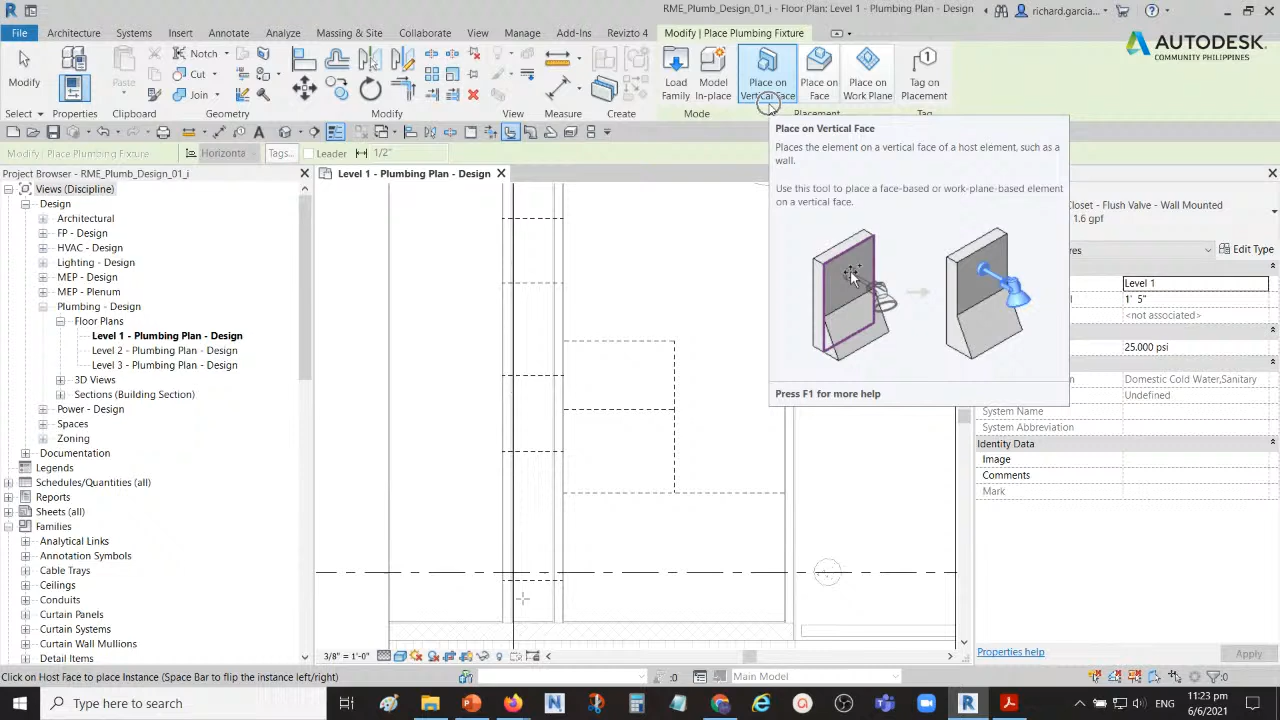 RME_Plumb_Design_01_i - Floor Plan: Level 1 - Plumbing Plan - Design
richard.garcia...
File
Architecture
Systems
Insert
Annotate
Analyze
Massing & Site
Collaborate
View
Manage
Add-Ins
Revizto 4
Modify | Place Plumbing Fixture
AUTODESK.
COMMUNITY PHILIPPINES
Modify
Paste
Notch
Cut
Join
Load
Family
Model
In-place
Place on
Vertical Face
Place on
Face
Place on
Work Plane
Tag on
Placement
Select
Properties
Clipboard
Geometry
Modify
View
Measure
Create
Mode
Placement
Tag
Modify | Place Plumbing Fixture
Horizonta
Tags...
Leader
1/2"
Place on Vertical Face
Places the element on a vertical face of a host element, such as a
wall.
Use this tool to place a face-based or work-plane-based element
on a vertical face.
Press F1 for more help
Project Browser - RME_Plumb_Design_01_i
Views (Discipline)
Design
Architectural
FP - Design
HVAC - Design
Lighting - Design
MEP - Design
MEP - Plenum
Plumbing - Design
Floor Plans
Level 1 - Plumbing Plan - Design
Level 2 - Plumbing Plan - Design
Level 3 - Plumbing Plan - Design
3D Views
Sections (Building Section)
Power - Design
Spaces
Zoning
Documentation
Legends
Schedules/Quantities (all)
Reports
Sheets (all)
Families
Analytical Links
Annotation Symbols
Cable Trays
Ceilings
Conduits
Curtain Panels
Curtain Systems
Curtain Wall Mullions
Detail Items
Level 1 - Plumbing Plan - Design
Closet - Flush Valve - Wall Mounted
1.6 gpf
Edit Type
Level 1
1' 5"
<not associated>
25.000 psi
Domestic Cold Water,Sanitary
Undefined
System Name
System Abbreviation
Identity Data
Image
Comments
Mark
Properties help
Apply
3/8" = 1'-0"
Click on Host Face to place Instance (Space Bar to flip the instance left/right)
:0
Main Model
:0
Type here to search
ENG
11:23 pm
6/6/2021